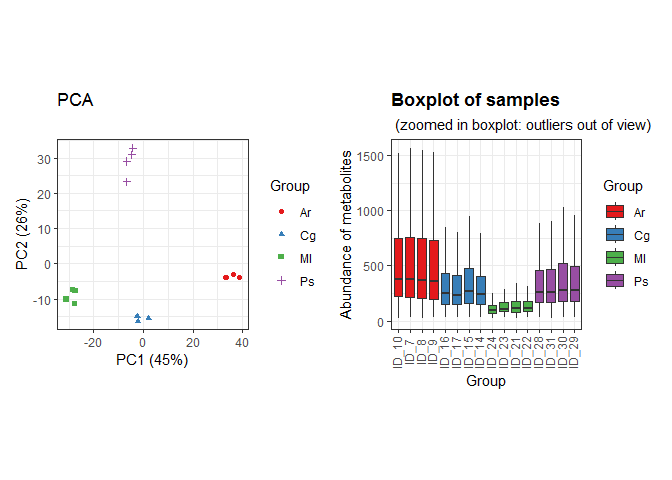 PCA
PC2 (26%)
30
20
10
0
-10
-20
0
20
40
PC1 (45%)
Group
Ar
Cg
MI
Ps
Boxplot of samples
(zoomed in boxplot: outliers out of view)
Abundance of metabolites
1500
1000
500
0
ID_10
ID_7
ID_8
ID_9
ID_16
ID_17
ID_15
ID_14
ID_24
ID_23
ID_21
ID_22
ID_28
ID_31
ID_30
ID_29
Group
Group
Ar
Cg
MI
Ps